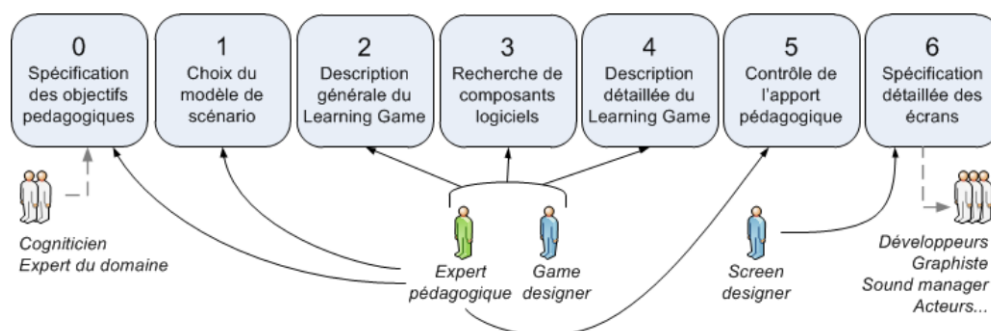 0
Spécification
des objectifs
pedagogiques
1
Choix du
modèle de
scénario
2
Description
générale du
Learning Game
3
Recherche de
composants
logiciels
4
Description
détaillée du
Learning Game
5
Contrôle de
l'apport
pédagogique
6
Spécification
détaillée des
écrans
Cogniticien
Expert du domaine
Expert
pédagogique
Game
designer
Screen
designer
Développeurs
Graphiste
Sound manager
Acteurs...